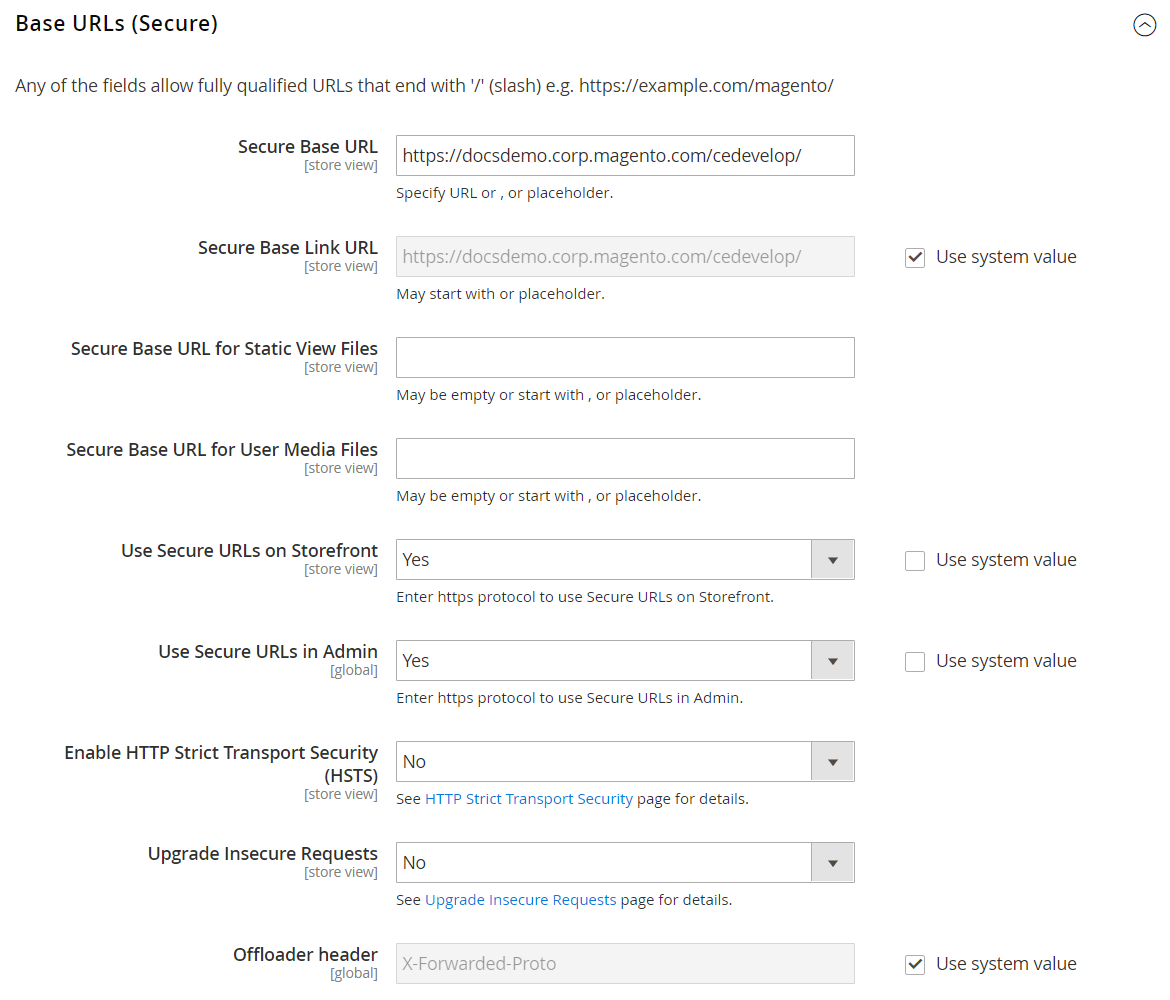 Base URLs (Secure)
Any of the fields allow fully qualified URLs that end with '/' (slash) e.g. https://example.com/magento/
Secure Base URL
[store view]
https://docsdemo.corp.magento.com/cedevelop/
Specify URL or , or placeholder.
Secure Base Link URL
[store view]
https://docsdemo.corp.magento.com/cedevelop/
Use system value
May start with or placeholder.
Secure Base URL for Static View Files
[store view]
May be empty or start with , or placeholder.
Secure Base URL for User Media Files
[store view]
May be empty or start with , or placeholder.
Use Secure URLs on Storefront
[store view]
Yes
Use system value
Enter https protocol to use Secure URLs on Storefront.
Use Secure URLs in Admin
[global]
Yes
Use system value
Enter https protocol to use Secure URLs in Admin.
Enable HTTP Strict Transport Security
(HSTS)
[store view]
No
See HTTP Strict Transport Security page for details.
Upgrade Insecure Requests
[store view]
No
See Upgrade Insecure Requests page for details.
Offloader header
[global]
X-Forwarded-Proto
Use system value